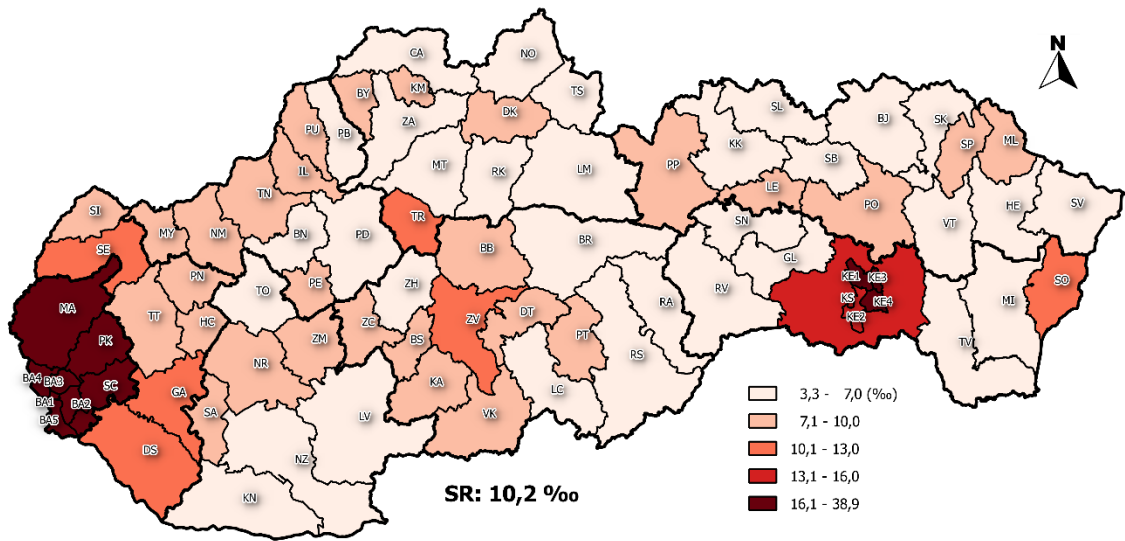 N
CA
NO
TS
BY
KM
ZA
DK
PU
PB
IL
MT
RK
LM
TN
SL
BJ
SK
KK
SB
SP
ML
PP
LE
PO
VT
HE
SV
SI
SE
MY
NM
BN
PD
TR
BB
BR
SN
GL
RV
RA
KE1
KE3
KS
KE4
KE2
SO
MI
TV
MA
PN
TO
PE
ZH
ZV
TT
HC
ZM
ZC
BS
DT
PT
RS
PK
NR
KA
LC
BA4
BA3
SC
BA1
BA2
BA5
GA
SA
LV
VK
DS
NZ
KN
SR: 10,2 ‰
3,3 - 7,0 (‰)
7,1 - 10,0
10,1 - 13,0
13,1 - 16,0
16,1 - 38,9